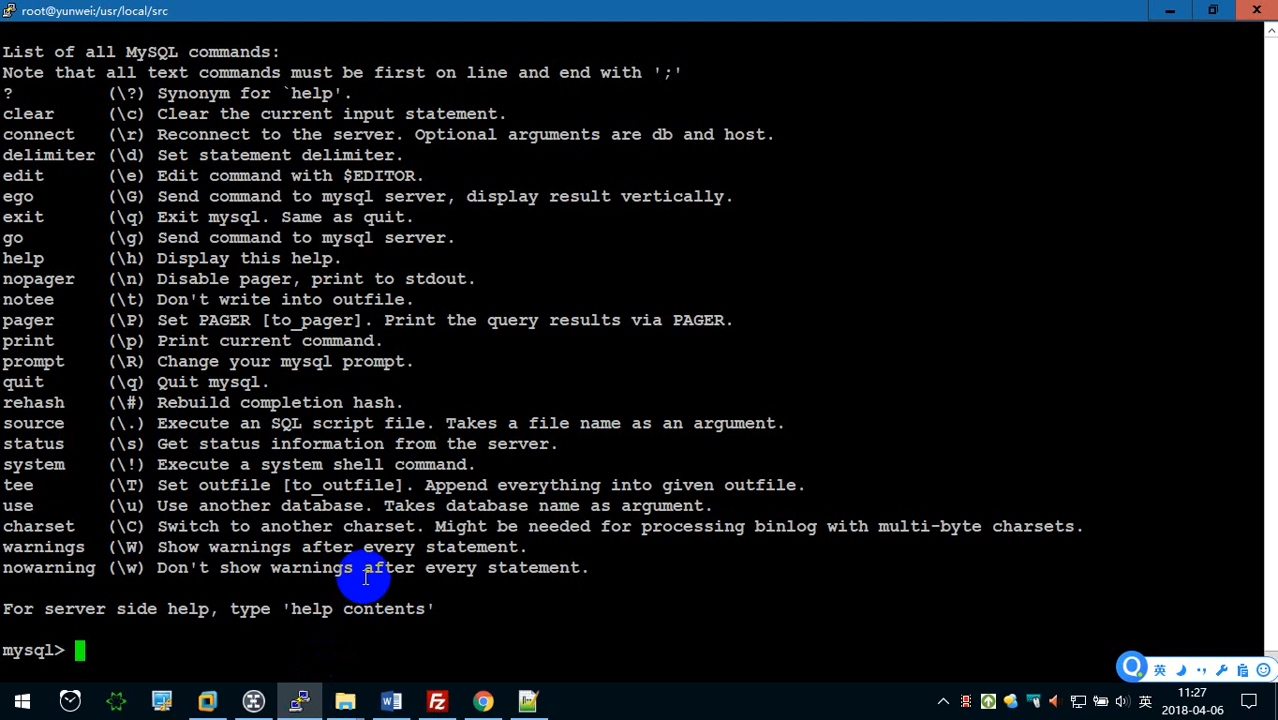 root@yunwei:/usr/local/src
List of all MySQL commands:
Note that all text commands must be first on line and end with ';'
?         (\?) Synonym for `help'.
clear     (\c) Clear the current input statement.
connect   (\r) Reconnect to the server. Optional arguments are db and host.
delimiter (\d) Set statement delimiter.
edit      (\e) Edit command with $EDITOR.
ego       (\G) Send command to mysql server, display result vertically.
exit      (\q) Exit mysql. Same as quit.
go        (\g) Send command to mysql server.
help      (\h) Display this help.
nopager   (\n) Disable pager, print to stdout.
notee     (\t) Don't write into outfile.
pager     (\P) Set PAGER [to_pager]. Print the query results via PAGER.
print     (\p) Print current command.
prompt    (\R) Change your mysql prompt.
quit      (\q) Quit mysql.
rehash    (\#) Rebuild completion hash.
source    (\.) Execute an SQL script file. Takes a file name as an argument.
status    (\s) Get status information from the server.
system    (\!) Execute a system shell command.
tee       (\T) Set outfile [to_outfile]. Append everything into given outfile.
use       (\u) Use another database. Takes database name as argument.
charset   (\C) Switch to another charset. Might be needed for processing binlog with multi-byte charsets.
warnings  (\W) Show warnings after every statement.
nowarning (\w) Don't show warnings after every statement.
For server side help, type 'help contents'
mysql>
英
英
11:27
2018-04-06